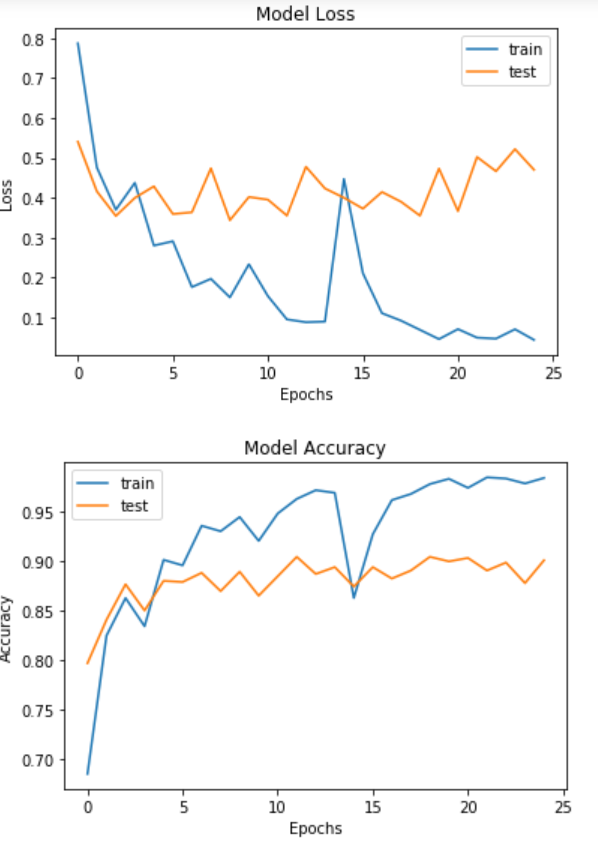 Model Loss
0.8
0.7
0.6
0.5
0.4
0.3
0.2
0.1
Loss
train
test
0 5 10 15 20 25
Epochs
Model Accuracy
train
test
0.95
0.90
0.85
0.80
0.75
0.70
Accuracy
0 5 10 15 20 25
Epochs